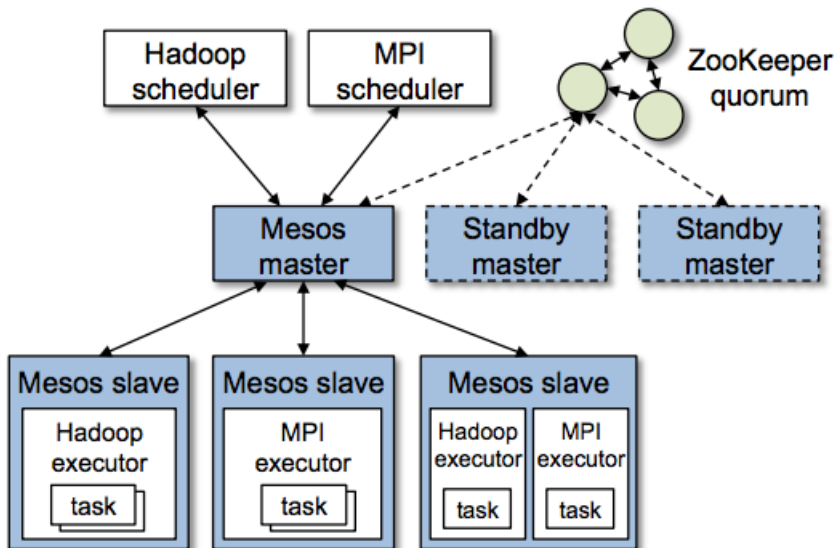 Hadoop
scheduler
MPI
scheduler
ZooKeeper
quorum
Mesos
master
Standby
master
Standby
master
Mesos slave
Hadoop
executor
task
Mesos slave
MPI
executor
task
Mesos slave
Hadoop
executor
task
MPI
executor
task